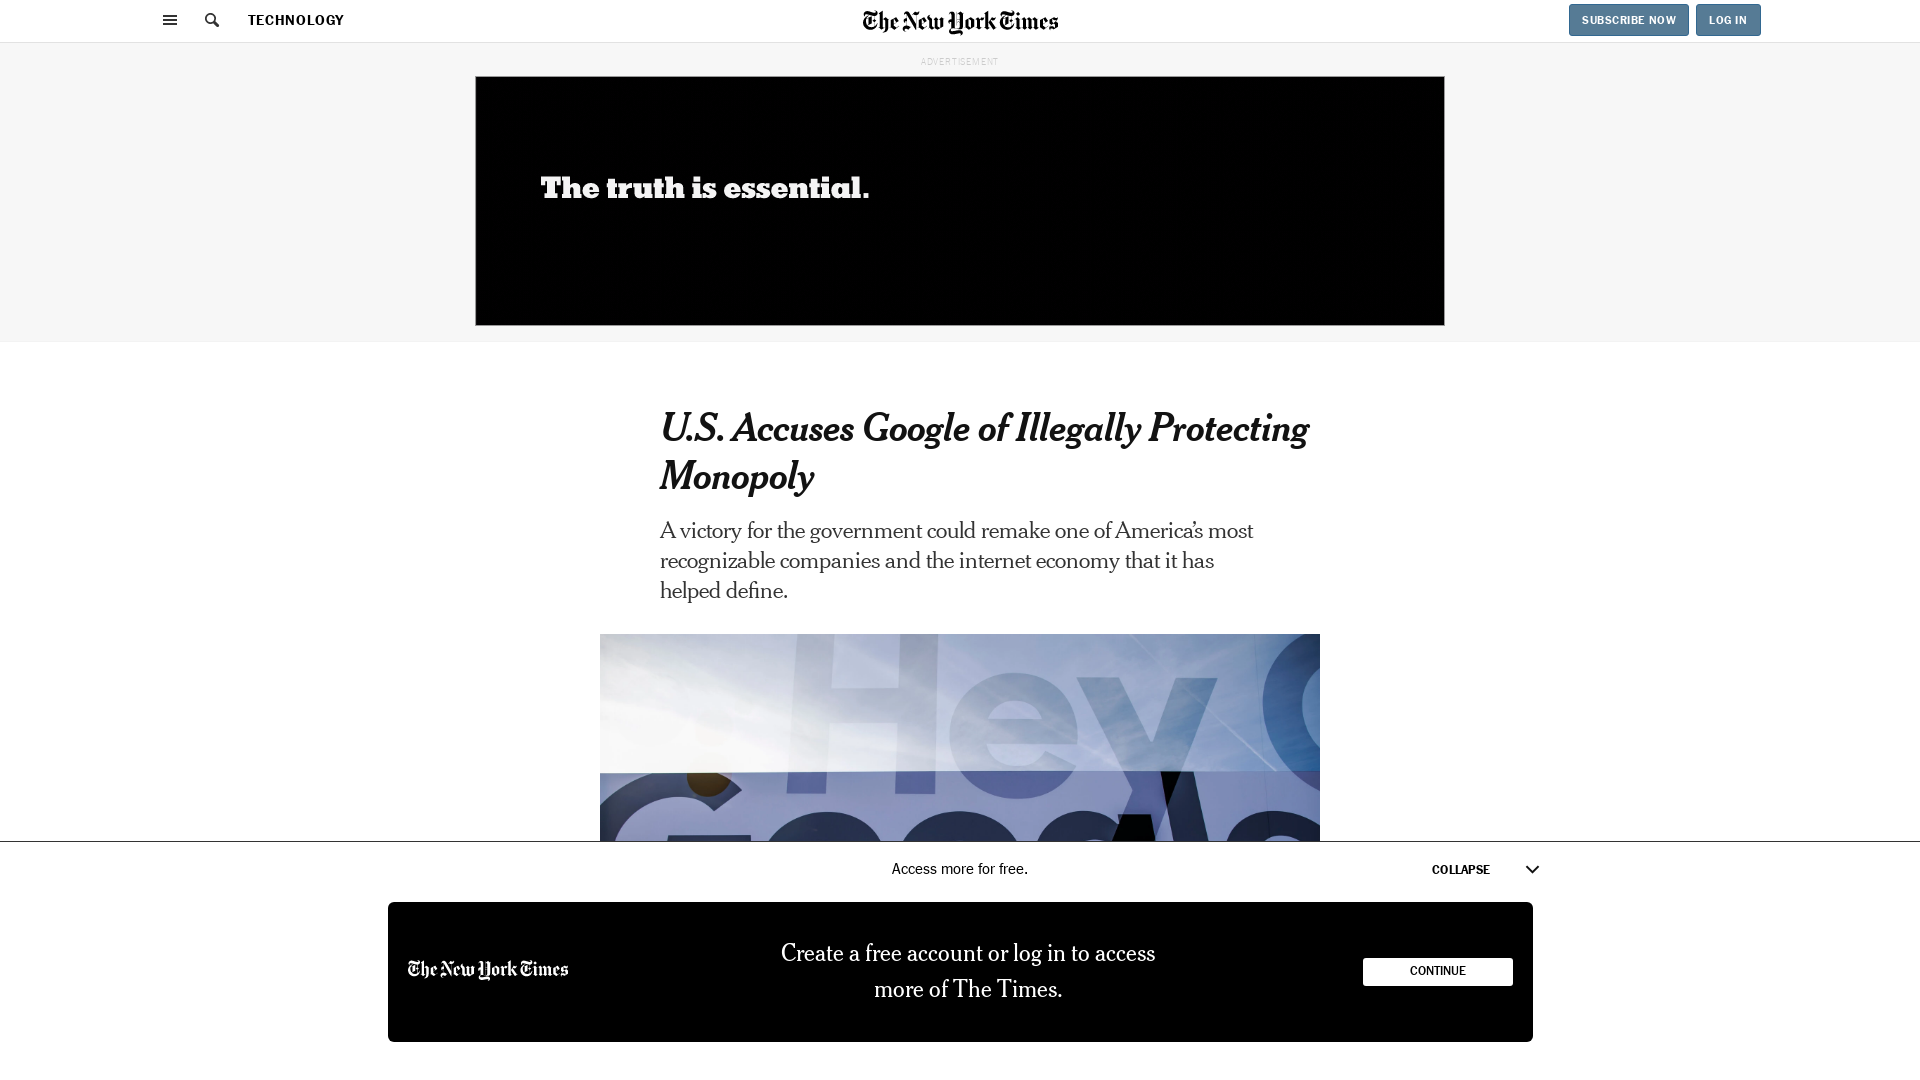 TECHNOLOGY
The New York Times
SUBSCRIBE NOW
LOG IN
ADVERTISEMENT
The truth is essential.
U.S. Accuses Google of Illegally Protecting
Monopoly
A victory for the government could remake one of America’s most
recognizable companies and the internet economy that it has
helped define.
Hey G
Google
Access more for free.
COLLAPSE
The New York Times
Create a free account or log in to access
more of The Times.
CONTINUE